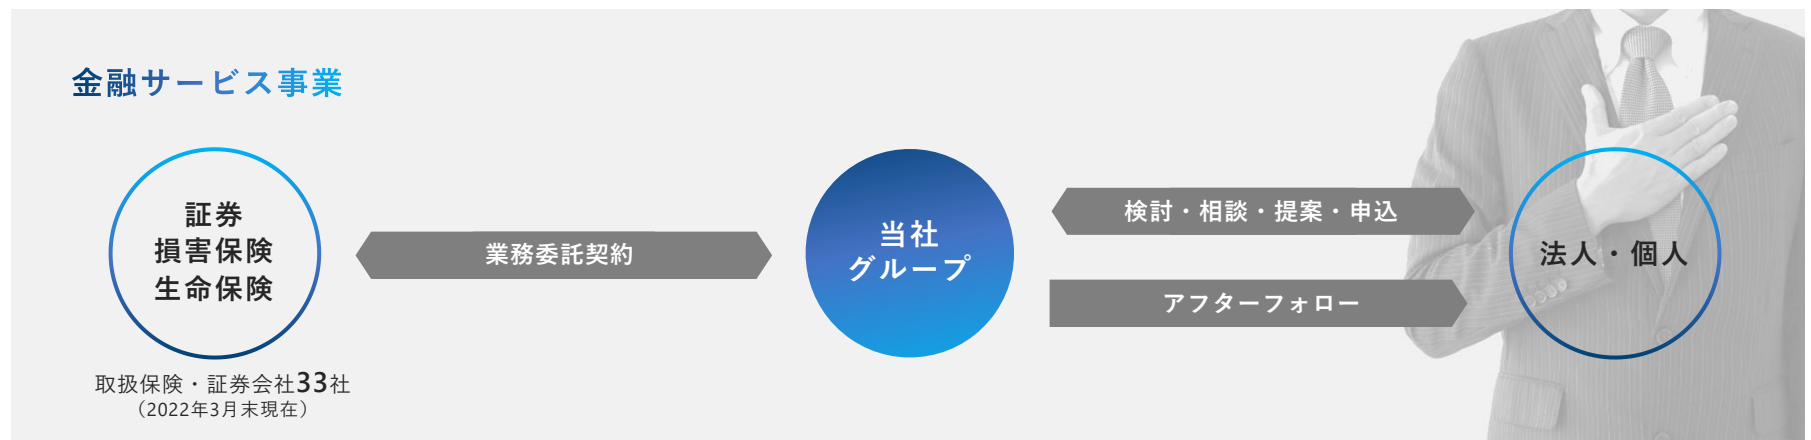 金融サービス事業
証券
損害保険
生命保険
取扱保険・証券会社33社
(2022年3月末現在)
業務委託契約
当社
グループ
検討・相談・提案・申込
アフターフォロー
法人・個人